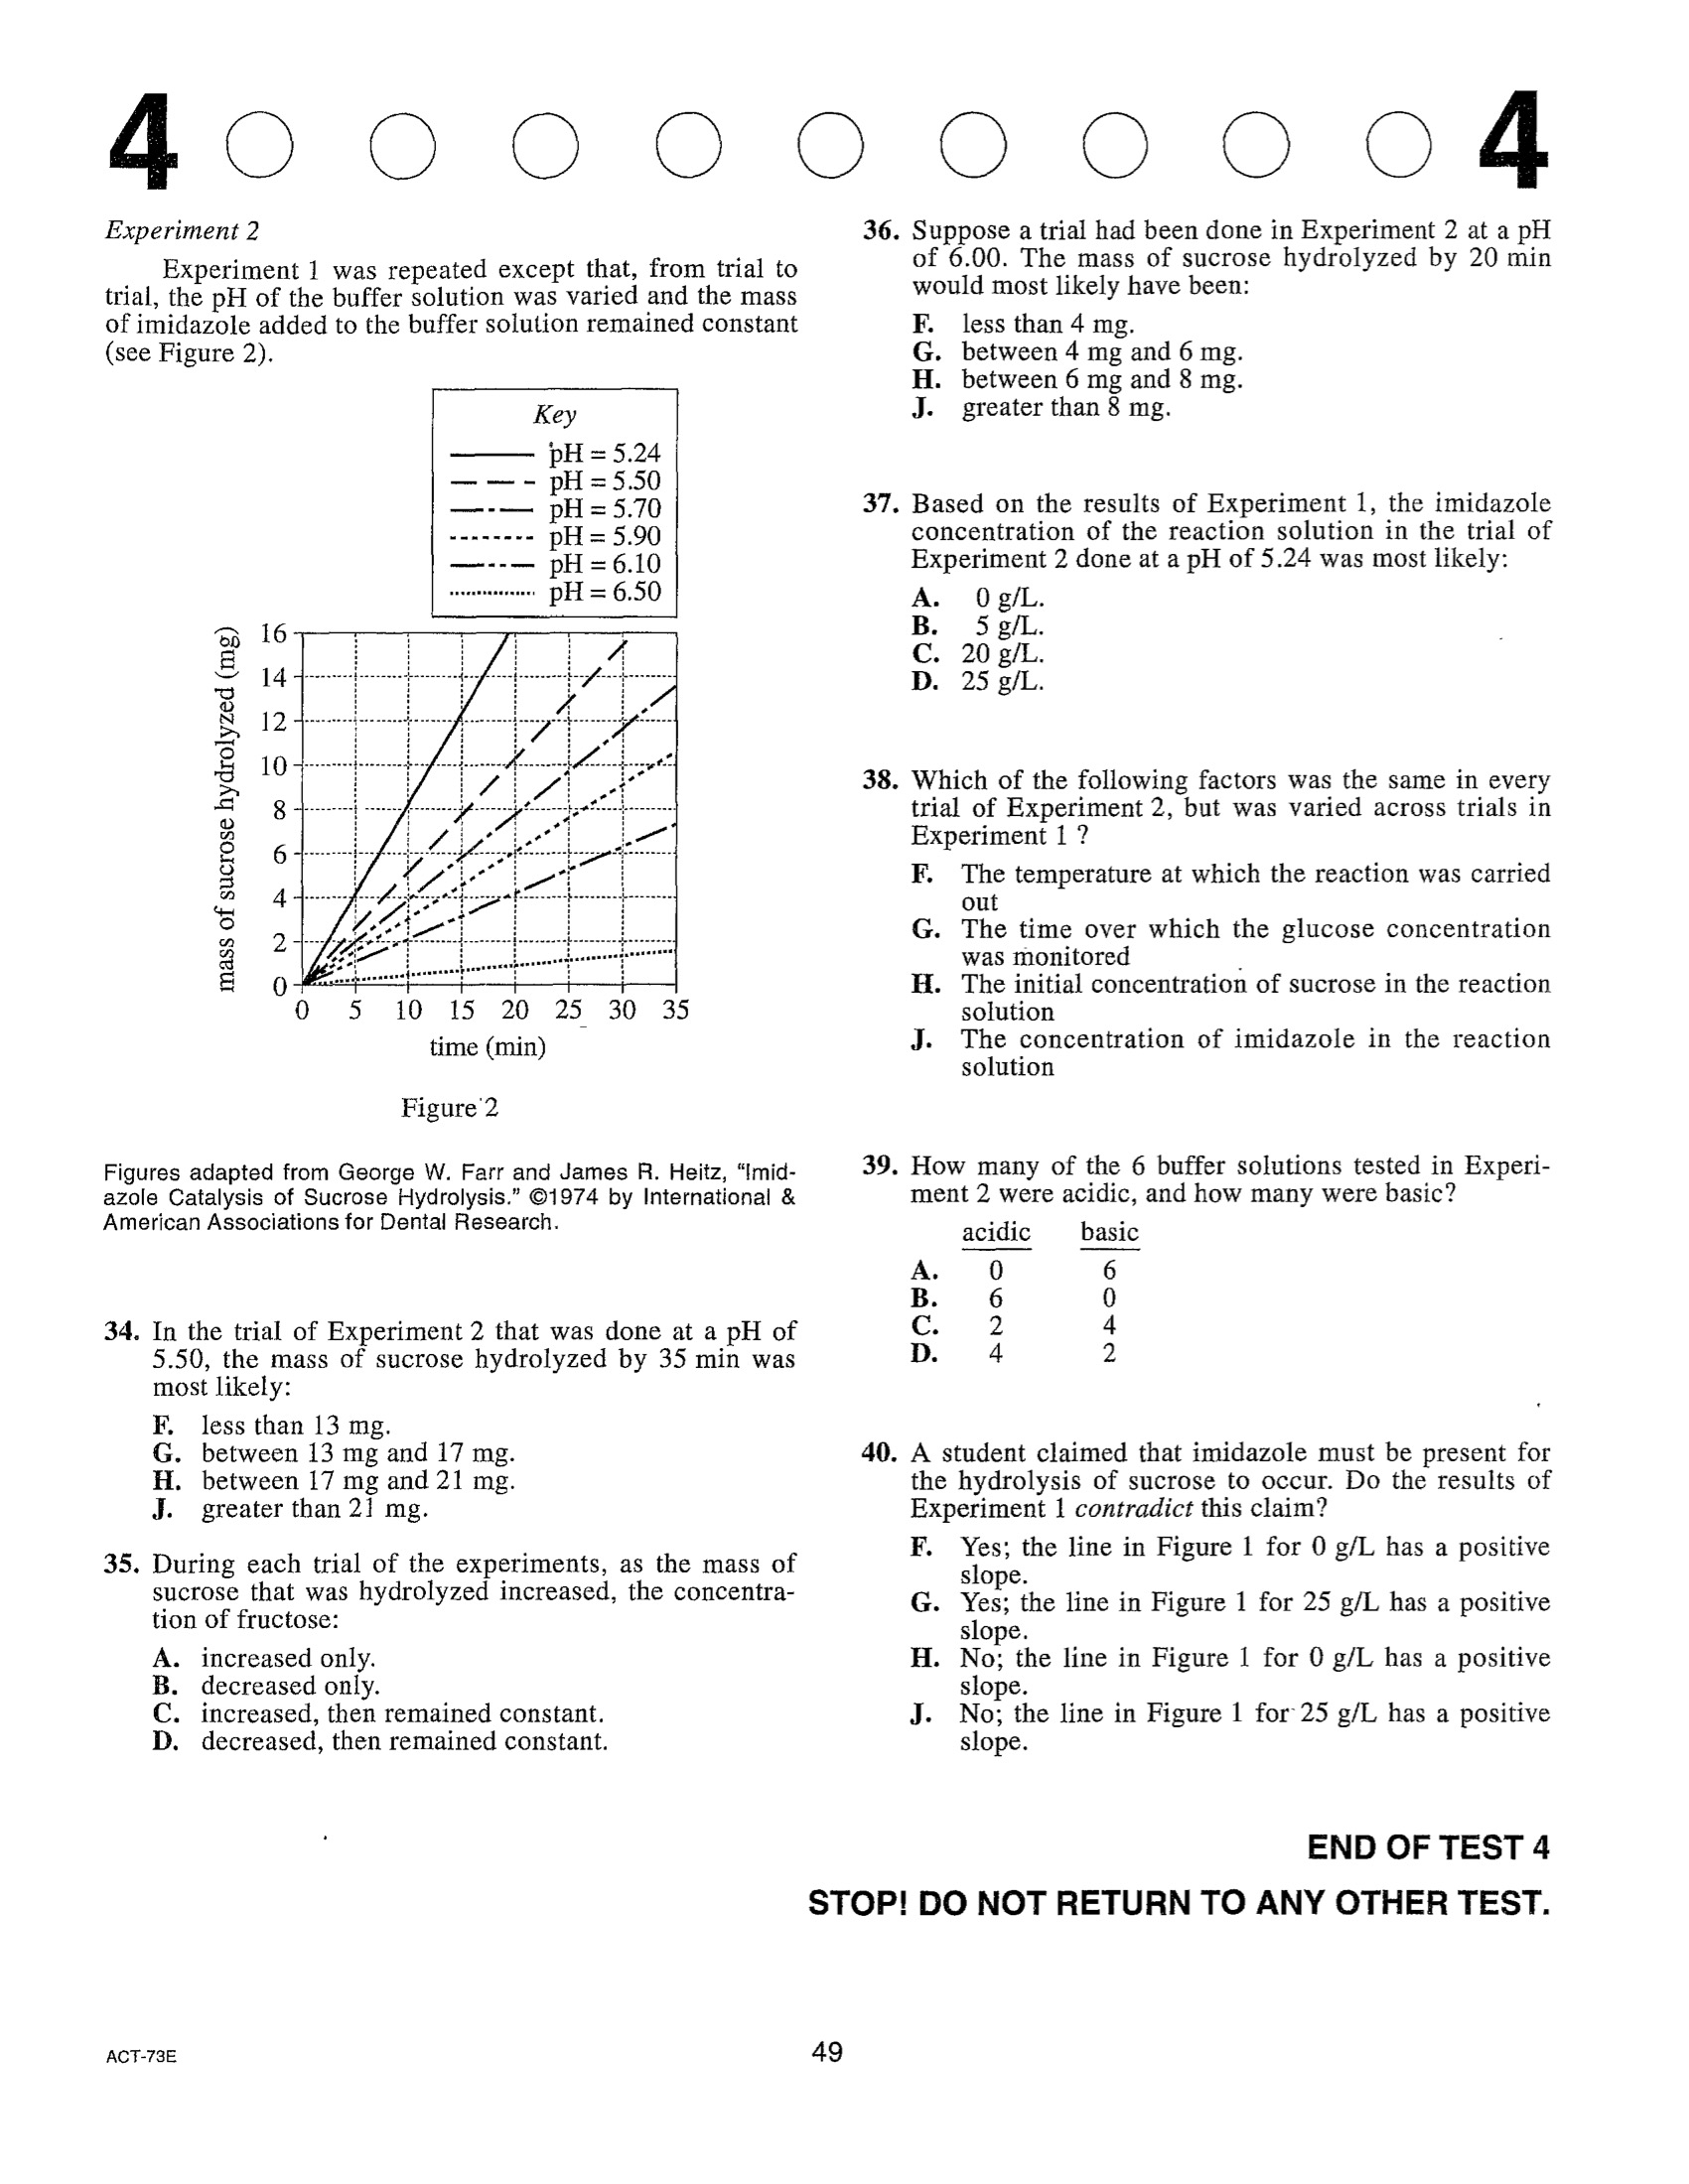 4 4
Experiment 2
Experiment 1 was repeated except that, from trial to
trial, the pH of the buffer solution was varied and the mass
of imidazole added to the buffer solution remained constant
(see Figure 2).
Key
pH = 5.24
pH = 5.50
pH = 5.70
pH = 5.90
pH = 6.10
pH = 6.50
mass of sucrose hydrolyzed (mg)
16
14
12
10
8
6
4
2
0
0 5 10 15 20 25 30 35
time (min)
Figure 2
Figures adapted from George W. Farr and James R. Heitz, “Imid-
azole Catalysis of Sucrose Hydrolysis.” ©1974 by International &
American Associations for Dental Research.
34. In the trial of Experiment 2 that was done at a pH of
5.50, the mass of sucrose hydrolyzed by 35 min was
most likely:
F. less than 13 mg.
G. between 13 mg and 17 mg.
H. between 17 mg and 21 mg.
J. greater than 21 mg.
35. During each trial of the experiments, as the mass of
sucrose that was hydrolyzed increased, the concentra-
tion of fructose:
A. increased only.
B. decreased only.
C. increased, then remained constant.
D. decreased, then remained constant.
36. Suppose a trial had been done in Experiment 2 at a pH
of 6.00. The mass of sucrose hydrolyzed by 20 min
would most likely have been:
F. less than 4 mg.
G. between 4 mg and 6 mg.
H. between 6 mg and 8 mg.
J. greater than 8 mg.
37. Based on the results of Experiment 1, the imidazole
concentration of the reaction solution in the trial of
Experiment 2 done at a pH of 5.24 was most likely:
A. 0 g/L.
B. 5 g/L.
C. 20 g/L.
D. 25 g/L.
38. Which of the following factors was the same in every
trial of Experiment 2, but was varied across trials in
Experiment 1 ?
F. The temperature at which the reaction was carried
out
G. The time over which the glucose concentration
was monitored
H. The initial concentration of sucrose in the reaction
solution
J. The concentration of imidazole in the reaction
solution
39. How many of the 6 buffer solutions tested in Experi-
ment 2 were acidic, and how many were basic?
acidic basic
A. 0 6
B. 6 0
C. 2 4
D. 4 2
40. A student claimed that imidazole must be present for
the hydrolysis of sucrose to occur. Do the results of
Experiment 1 contradict this claim?
F. Yes; the line in Figure 1 for 0 g/L has a positive
slope.
G. Yes; the line in Figure 1 for 25 g/L has a positive
slope.
H. No; the line in Figure 1 for 0 g/L has a positive
slope.
J. No; the line in Figure 1 for 25 g/L has a positive
slope.
END OF TEST 4
STOP! DO NOT RETURN TO ANY OTHER TEST.
ACT-73E
49